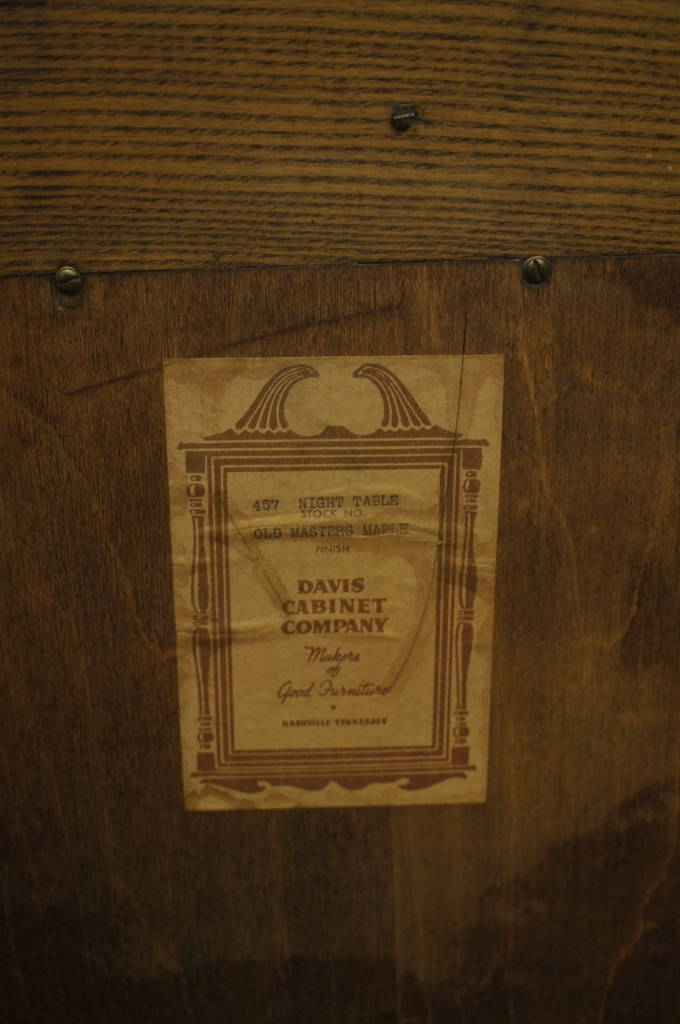 457 NIGHT TABLE
STOCK NO.
OLD MASTERS MAPLE
FINISH
DAVIS
CABINET
COMPANY
Makers
of
Good Furniture
NASHVILLE-TENNESSEE